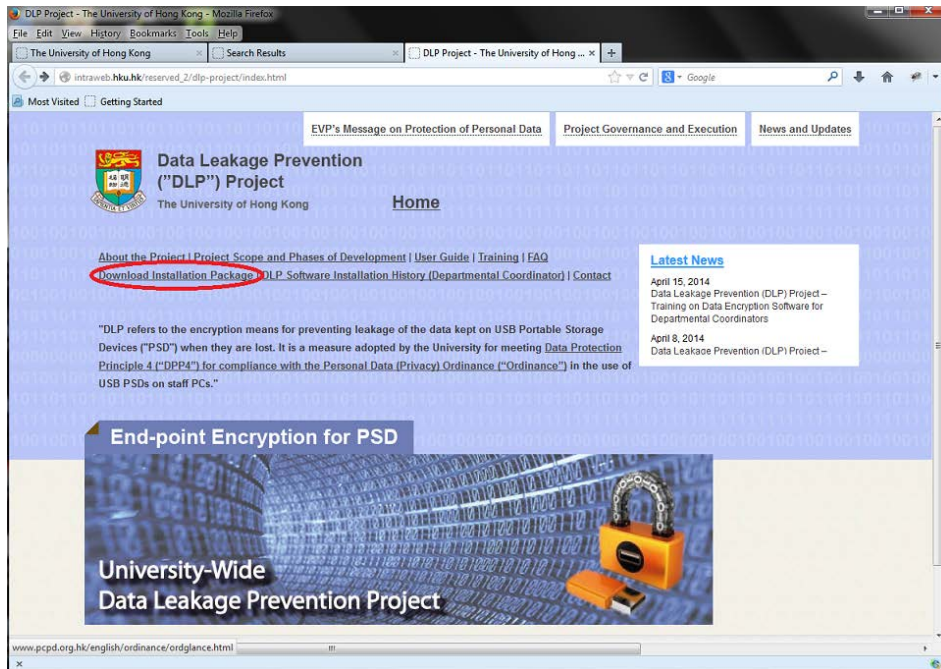 DLP Project - The University of Hong Kong - Mozilla Firefox
File Edit View History Bookmarks Tools Help
The University of Hong Kong × Search Results × DLP Project - The University of Hong ... × +
intraweb.hku.hk/reserved_2/dlp-project/index.html Google
Most Visited Getting Started
EVP's Message on Protection of Personal Data Project Governance and Execution News and Updates
Data Leakage Prevention
("DLP") Project
The University of Hong Kong
Home
About the Project | Project Scope and Phases of Development | User Guide | Training | FAQ
Download Installation Package DLP Software Installation History (Departmental Coordinator) | Contact
Latest News
April 15, 2014
Data Leakage Prevention (DLP) Project –
Training on Data Encryption Software for
Departmental Coordinators
April 8, 2014
Data Leakage Prevention (DLP) Project –
"DLP refers to the encryption means for preventing leakage of the data kept on USB Portable Storage
Devices ("PSD") when they are lost. It is a measure adopted by the University for meeting Data Protection
Principle 4 ("DPP4") for compliance with the Personal Data (Privacy) Ordinance ("Ordinance") in the use of
USB PSDs on staff PCs."
End-point Encryption for PSD
University-Wide
Data Leakage Prevention Project
www.pcpd.org.hk/english/ordinance/ordglance.html
×